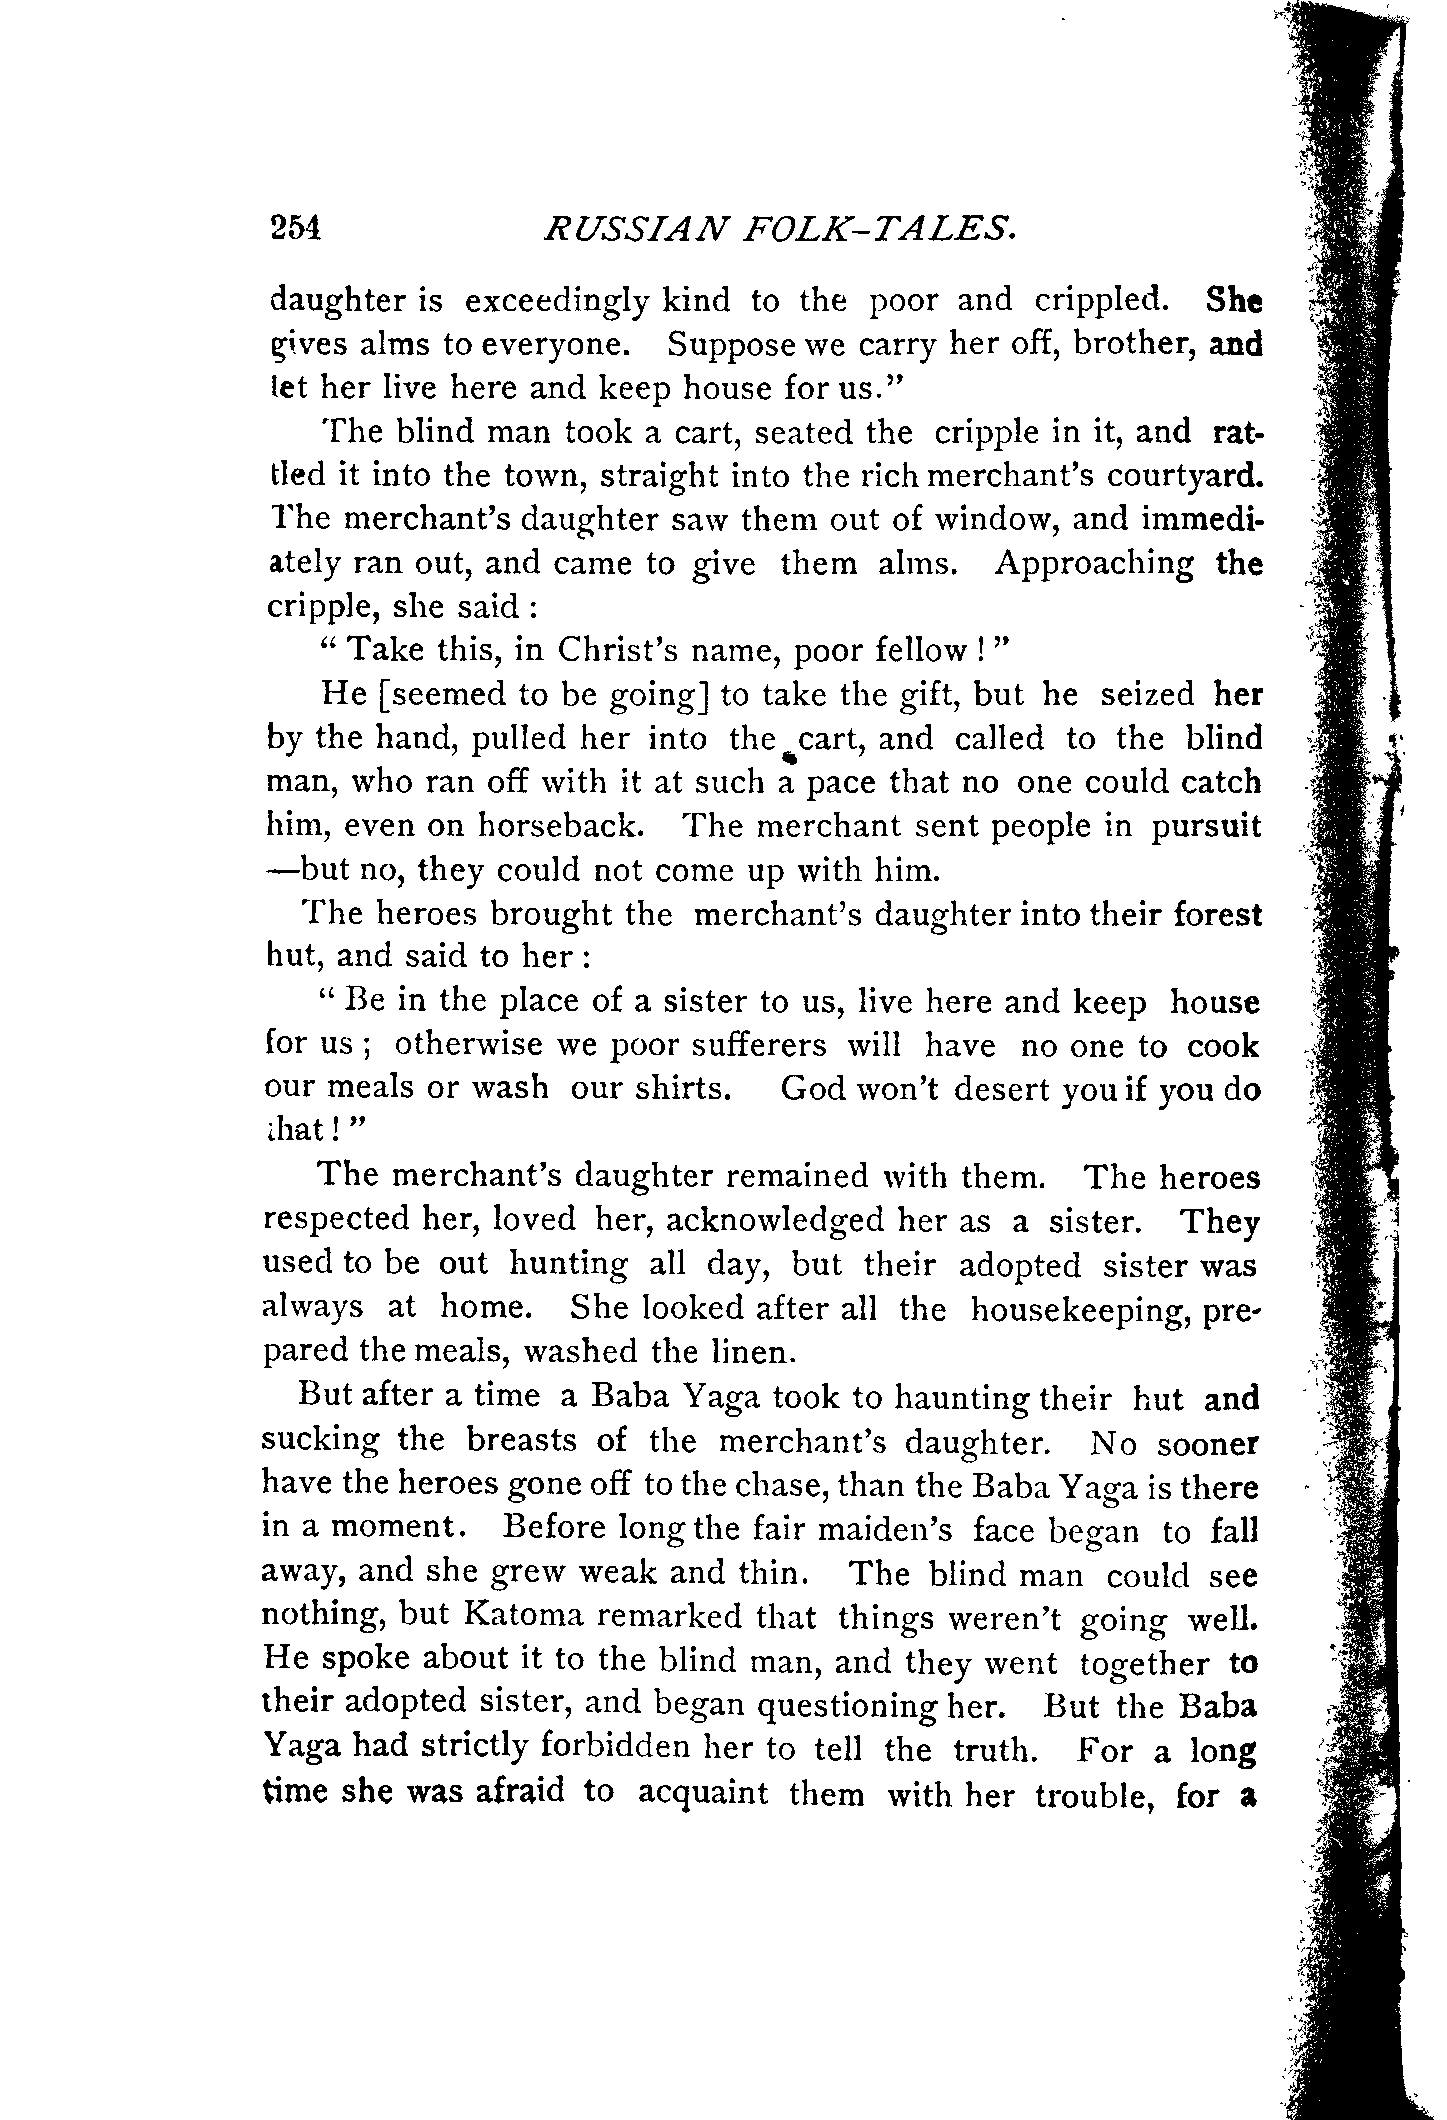 254 RUSSIAN FOLK-TALES.
daughter is exceedingly kind to the poor and crippled. She
gives alms to everyone. Suppose we carry her off, brother, and
let her live here and keep house for us."
The blind man took a cart, seated the cripple in it, and rat-
tled it into the town, straight into the rich merchant's courtyard.
The merchant's daughter saw them out of window, and immedi-
ately ran out, and came to give them alms. Approaching the
cripple, she said :
" Take this, in Christ's name, poor fellow ! "
He [seemed to be going] to take the gift, but he seized her
by the hand, pulled her into the cart, and called to the blind
man, who ran off with it at such a pace that no one could catch
him, even on horseback. The merchant sent people in pursuit
—but no, they could not come up with him.
The heroes brought the merchant's daughter into their forest
hut, and said to her :
" Be in the place of a sister to us, live here and keep house
for us ; otherwise we poor sufferers will have no one to cook
our meals or wash our shirts. God won't desert you if you do
that ! "
The merchant's daughter remained with them. The heroes
respected her, loved her, acknowledged her as a sister. They
used to be out hunting all day, but their adopted sister was
always at home. She looked after all the housekeeping, pre-
pared the meals, washed the linen.
But after a time a Baba Yaga took to haunting their hut and
sucking the breasts of the merchant's daughter. No sooner
have the heroes gone off to the chase, than the Baba Yaga is there
in a moment. Before long the fair maiden's face began to fall
away, and she grew weak and thin. The blind man could see
nothing, but Katoma remarked that things weren't going well.
He spoke about it to the blind man, and they went together to
their adopted sister, and began questioning her. But the Baba
Yaga had strictly forbidden her to tell the truth. For a long
time she was afraid to acquaint them with her trouble, for a